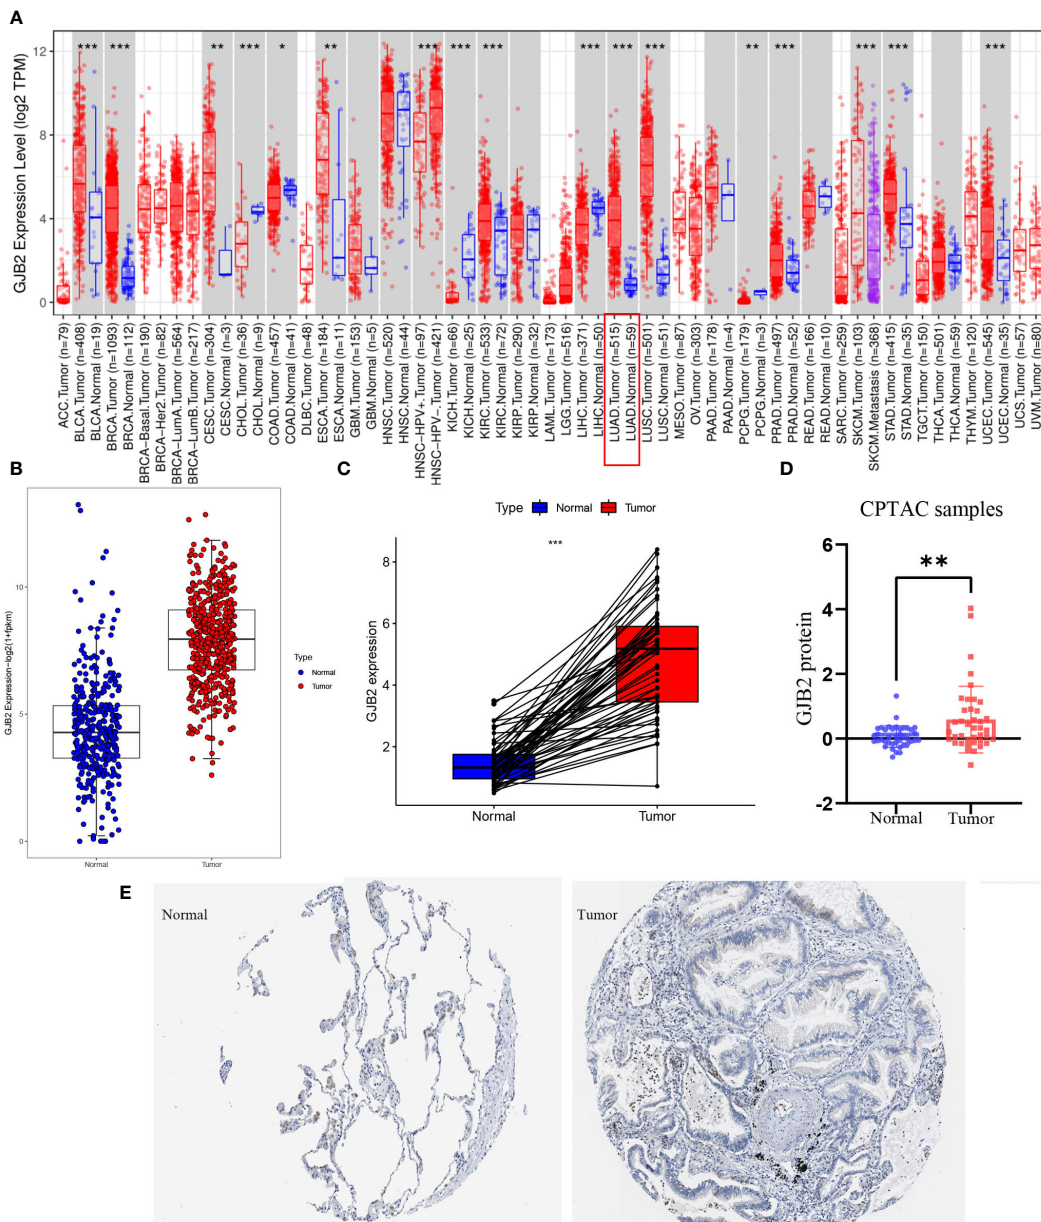 A
GJB2 Expression Level (log2 TPM)
12
9
6
3
0
*** *** ** *** * ** *** *** *** *** *** *** ** *** *** *** ***
ACC.Tumor (n=79)
BLCA.Tumor (n=408)
BLCA.Normal (n=19)
BRCA.Tumor (n=1093)
BRCA.Normal (n=112)
BRCA-Basal.Tumor (n=190)
BRCA-Her2.Tumor (n=82)
BRCA-LumA.Tumor (n=564)
BRCA-LumB.Tumor (n=217)
CESC.Tumor (n=304)
CESC.Normal (n=3)
CHOL.Tumor (n=36)
CHOL.Normal (n=9)
COAD.Tumor (n=457)
COAD.Normal (n=41)
DLBC.Tumor (n=48)
ESCA.Tumor (n=184)
ESCA.Normal (n=11)
GBM.Tumor (n=153)
GBM.Normal (n=5)
HNSC.Tumor (n=520)
HNSC.Normal (n=44)
HNSC-HPV+.Tumor (n=97)
HNSC-HPV-.Tumor (n=421)
KICH.Tumor (n=66)
KICH.Normal (n=25)
KIRC.Tumor (n=533)
KIRC.Normal (n=72)
KIRP.Tumor (n=290)
KIRP.Normal (n=32)
LAML.Tumor (n=173)
LGG.Tumor (n=516)
LIHC.Tumor (n=371)
LIHC.Normal (n=50)
LUAD.Tumor (n=515)
LUAD.Normal (n=59)
LUSC.Tumor (n=501)
LUSC.Normal (n=51)
MESO.Tumor (n=87)
OV.Tumor (n=303)
PAAD.Tumor (n=178)
PAAD.Normal (n=4)
PCPG.Tumor (n=179)
PCPG.Normal (n=3)
PRAD.Tumor (n=497)
PRAD.Normal (n=52)
READ.Tumor (n=166)
READ.Normal (n=10)
SARC.Tumor (n=259)
SKCM.Tumor (n=103)
SKCM.Metastasis (n=368)
STAD.Tumor (n=415)
STAD.Normal (n=35)
TGCT.Tumor (n=150)
THCA.Tumor (n=501)
THCA.Normal (n=59)
THYM.Tumor (n=120)
UCEC.Tumor (n=545)
UCEC.Normal (n=35)
UCS.Tumor (n=57)
UVM.Tumor (n=80)
B
GJB2 Expression-log2(1+fpkm)
10
5
0
Normal
Tumor
Type
Normal
Tumor
C
Type Normal Tumor
***
GJB2 expression
8
6
4
2
Normal
Tumor
D
CPTAC samples
**
GJB2 protein
6
4
2
0
-2
Normal
Tumor
E
Normal
Tumor